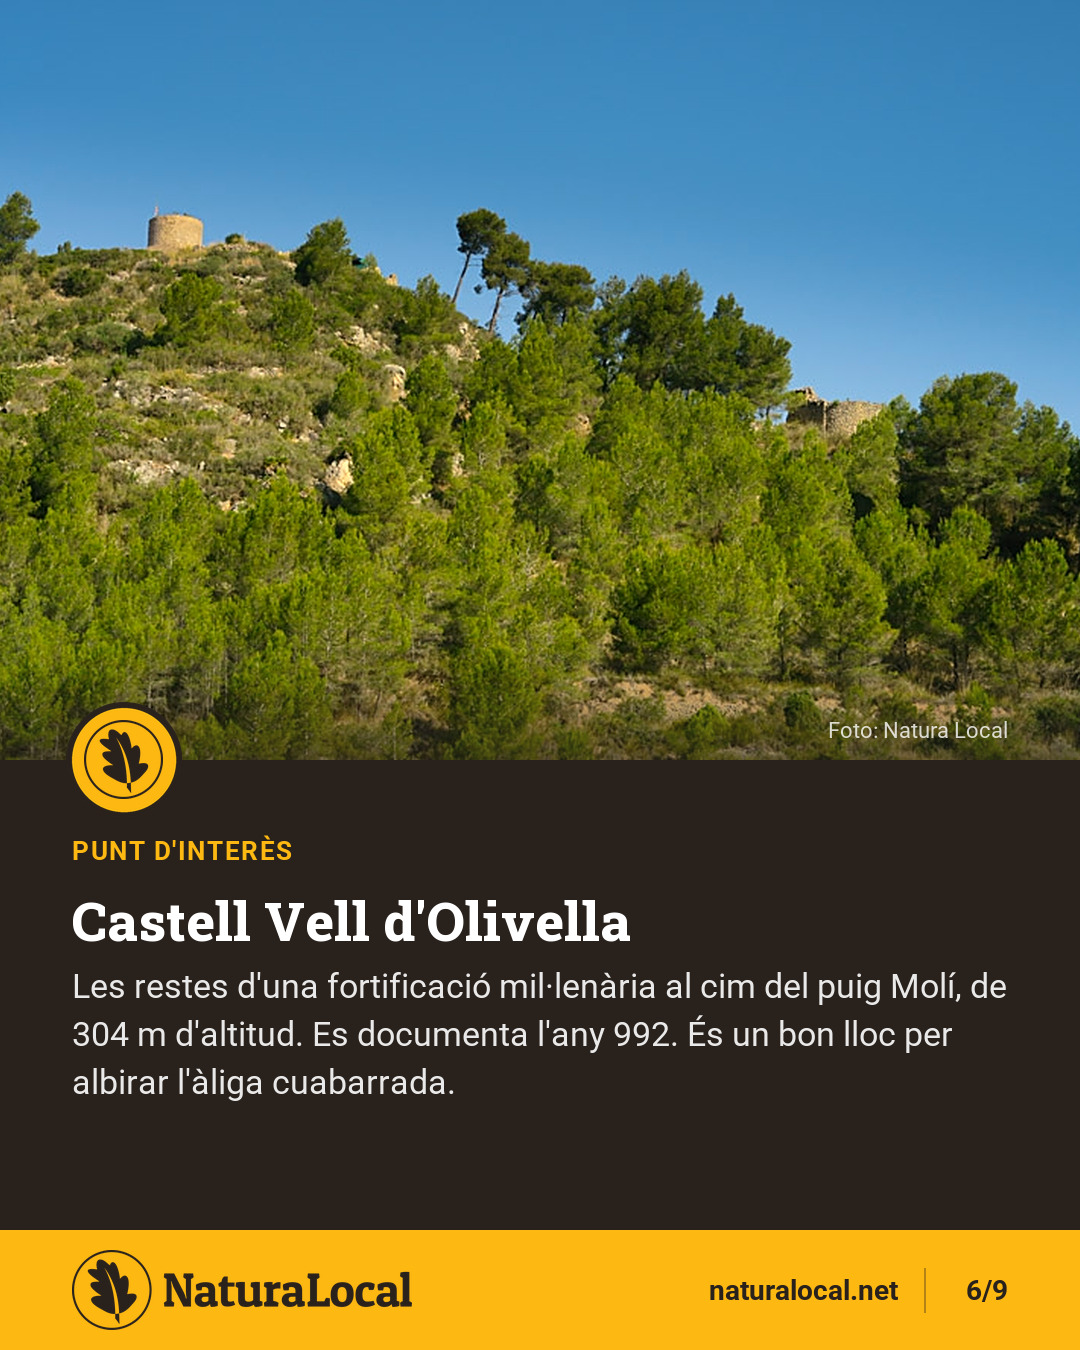 Foto: Natura Local
PUNT D'INTERÈS
Castell Vell d'Olivella
Les restes d'una fortificació mil·lenària al cim del puig Molí, de
304 m d'altitud. Es documenta l'any 992. És un bon lloc per
albirar l'àliga cuabarrada.
NaturaLocal
naturalocal.net
6/9